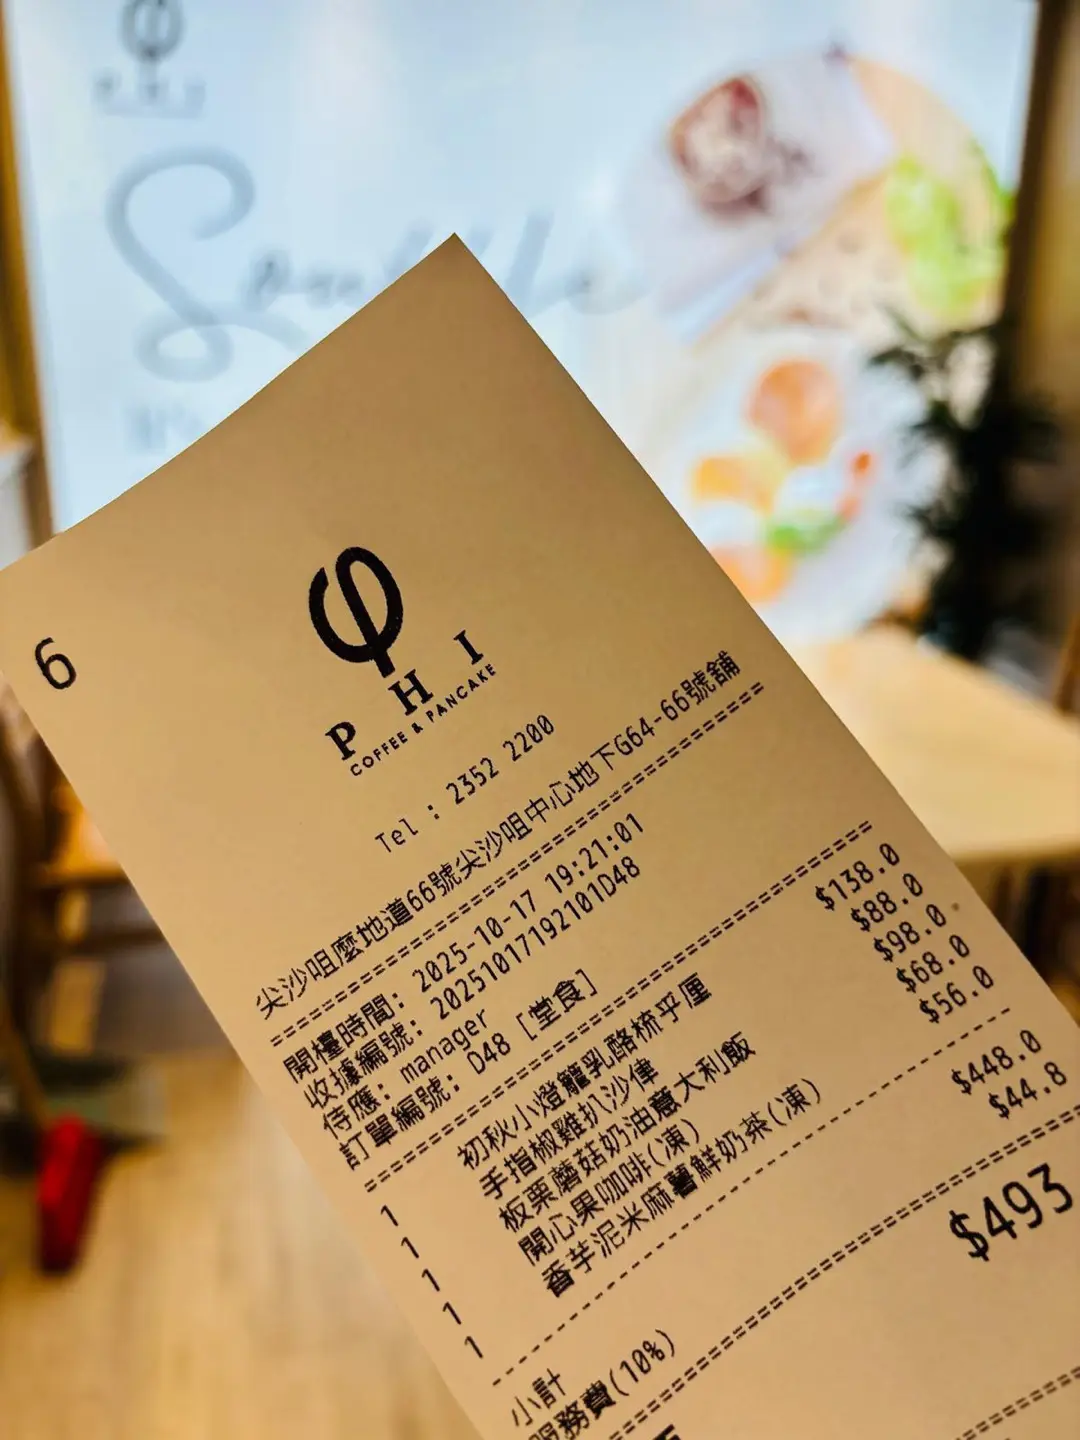 PHI
Souffle
6
φ
P H I
COFFEE & PANCAKE
Tel : 2352 2200
尖沙咀麼地道66號尖沙咀中心地下G64-66號舖
開檯時間: 2025-10-17 19:21:01
收據編號: 20251017192101D48
侍應: manager
訂單編號: D48 [堂食]
1 初秋小燈籠乳酪梳乎厘 $138.0
1 手指椒雞扒沙律 $88.0
1 板栗蘑菇奶油意大利飯 $98.0
1 開心果咖啡(凍) $68.0
1 香芋泥米麻薯鮮奶茶(凍) $56.0
小計 $448.0
服務費(10%) $44.8
$493